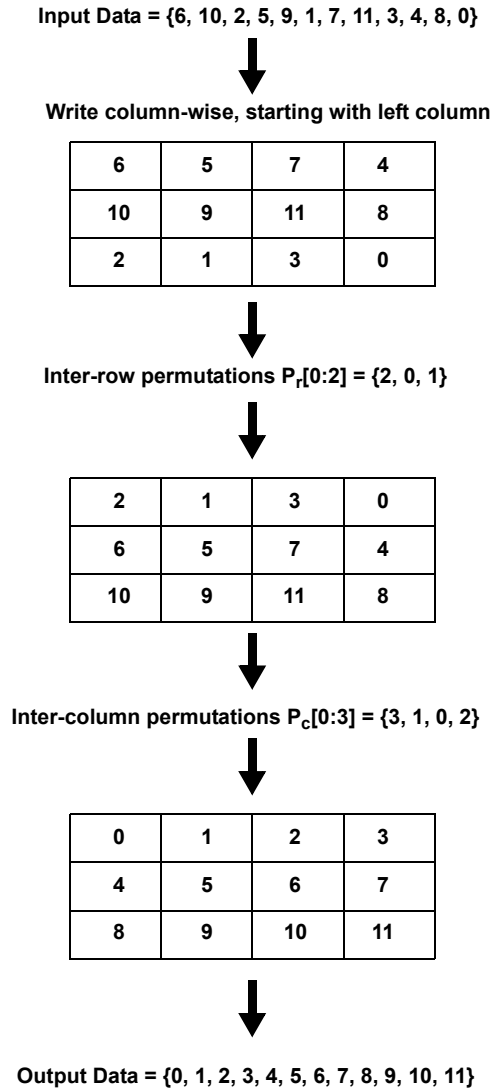 Input Data = {6, 10, 2, 5, 9, 1, 7, 11, 3, 4, 8, 0}
Write column-wise, starting with left column
6 5 7 4
10 9 11 8
2 1 3 0
Inter-row permutations Pr[0:2] = {2, 0, 1}
2 1 3 0
6 5 7 4
10 9 11 8
Inter-column permutations Pc[0:3] = {3, 1, 0, 2}
0 1 2 3
4 5 6 7
8 9 10 11
Output Data = {0, 1, 2, 3, 4, 5, 6, 7, 8, 9, 10, 11}